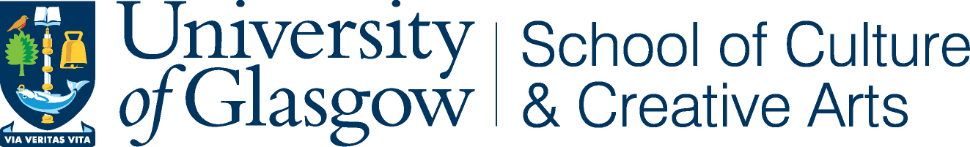 University
of Glasgow
School of Culture
& Creative Arts
VIA VERITAS VITA